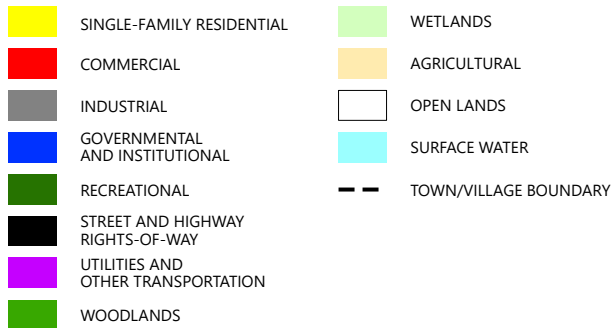 SINGLE-FAMILY RESIDENTIAL
COMMERCIAL
INDUSTRIAL
GOVERNMENTAL
AND INSTITUTIONAL
RECREATIONAL
STREET AND HIGHWAY
RIGHTS-OF-WAY
UTILITIES AND
OTHER TRANSPORTATION
WOODLANDS
WETLANDS
AGRICULTURAL
OPEN LANDS
SURFACE WATER
TOWN/VILLAGE BOUNDARY